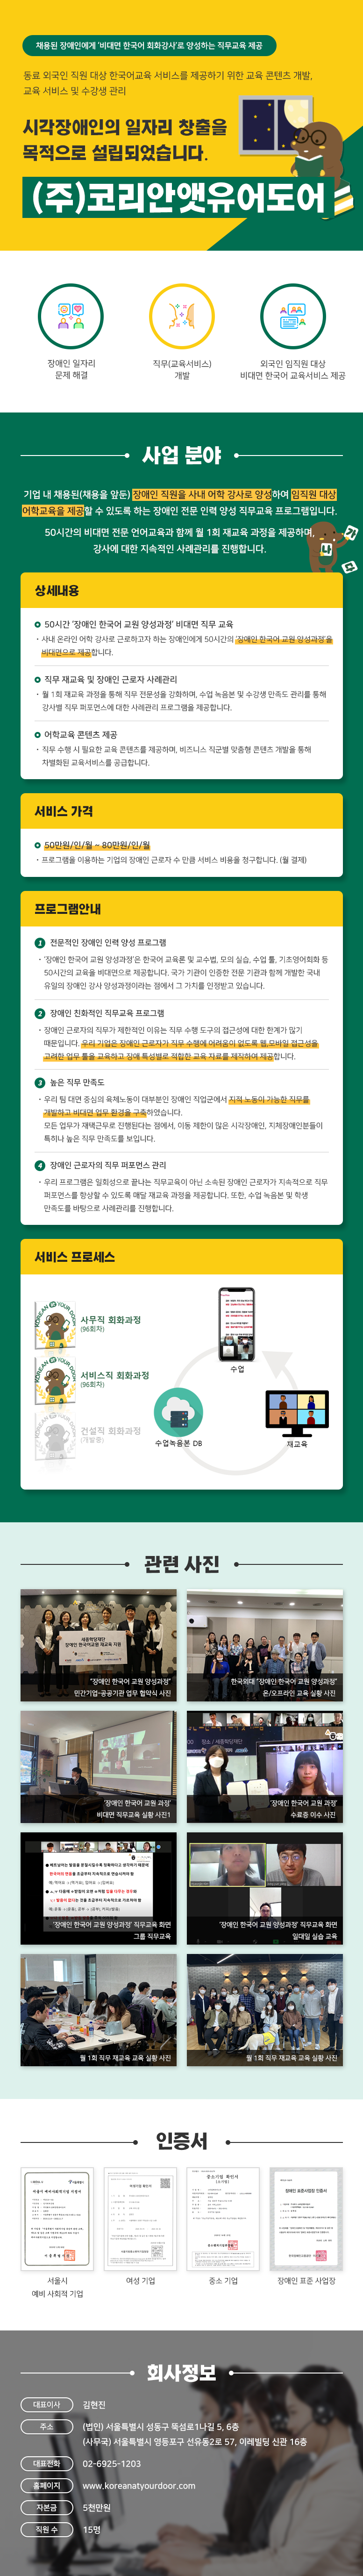 채용된 장애인에게 '비대면 한국어 회화강사'로 양성하는 직무교육 제공
동료 외국인 직원 대상 한국어교육 서비스를 제공하기 위한 교육 콘텐츠 개발,
교육 서비스 및 수강생 관리
시각장애인의 일자리 창출을
목적으로 설립되었습니다.
(주)코리안앳유어도어
장애인 일자리
문제 해결
직무(교육서비스)
개발
외국인 임직원 대상
비대면 한국어 교육서비스 제공
사업 분야
기업 내 채용된(채용을 앞둔) 장애인 직원을 사내 어학 강사로 양성하여 임직원 대상
어학교육을 제공할 수 있도록 하는 장애인 전문 인력 양성 직무교육 프로그램입니다.
50시간의 비대면 전문 언어교육과 함께 월 1회 재교육 과정을 제공하며,
강사에 대한 지속적인 사례관리를 진행합니다.
가
나
상세내용
50시간 '장애인 한국어 교원 양성과정' 비대면 직무 교육
· 사내 온라인 어학 강사로 근로하고자 하는 장애인에게 50시간의 '장애인 한국어 교원 양성과정'을
비대면으로 제공합니다.
직무 재교육 및 장애인 근로자 사례관리
· 월 1회 재교육 과정을 통해 직무 전문성을 강화하며, 수업 녹음본 및 수강생 만족도 관리를 통해
강사별 직무 퍼포먼스에 대한 사례관리 프로그램을 제공합니다.
어학교육 콘텐츠 제공
· 직무 수행 시 필요한 교육 콘텐츠를 제공하며, 비즈니스 직군별 맞춤형 콘텐츠 개발을 통해
차별화된 교육서비스를 공급합니다.
서비스 가격
50만원/인/월 ~ 80만원/인/월
· 프로그램을 이용하는 기업의 장애인 근로자 수 만큼 서비스 비용을 청구합니다. (월 결제)
프로그램안내
1 전문적인 장애인 인력 양성 프로그램
· '장애인 한국어 교원 양성과정'은 한국어 교육론 및 교수법, 모의 실습, 수업 툴, 기초영어회화 등
50시간의 교육을 비대면으로 제공합니다. 국가 기관이 인증한 전문 기관과 함께 개발한 국내
유일의 장애인 강사 양성과정이라는 점에서 그 가치를 인정받고 있습니다.
2 장애인 친화적인 직무교육 프로그램
· 장애인 근로자의 직무가 제한적인 이유는 직무 수행 도구의 접근성에 대한 한계가 많기
때문입니다. 우리 기업은 장애인 근로자가 직무 수행에 어려움이 없도록 웹,모바일 접근성을
고려한 업무 툴을 교육하고 장애 특성별로 적합한 교육 자료를 제작하여 제공합니다.
3 높은 직무 만족도
· 우리 팀 대면 중심의 육체노동이 대부분인 장애인 직업군에서 지적 노동이 가능한 직무를
개발하고 비대면 업무 환경을 구축하였습니다.
모든 업무가 재택근무로 진행된다는 점에서, 이동 제한이 많은 시각장애인, 지체장애인분들이
특히나 높은 직무 만족도를 보입니다.
4 장애인 근로자의 직무 퍼포먼스 관리
· 우리 프로그램은 일회성으로 끝나는 직무교육이 아닌 소속된 장애인 근로자가 지속적으로 직무
퍼포먼스를 향상할 수 있도록 매달 재교육 과정을 제공합니다. 또한, 수업 녹음본 및 학생
만족도를 바탕으로 사례관리를 진행합니다.
서비스 프로세스
KOREAN @ YOUR DOOR
사무직 회화과정
(96회차)
KOREAN @ YOUR DOOR
서비스직 회화과정
(96회차)
건설직 회화과정
(개발중)
수업
수업녹음본 DB
재교육
관련 사진
"장애인 한국어 교원 양성과정"
민간기업-공공기관 업무 협약식 사진
한국외대 "장애인 한국어 교원 양성과정"
온/오프라인 교육 실황 사진
'장애인 한국어 교원 과정'
비대면 직무교육 실황 사진1
'장애인 한국어 교원 과정'
수료증 이수 사진
'장애인 한국어 교원 양성과정' 직무교육 화면
그룹 직무교육
'장애인 한국어 교원 양성과정' 직무교육 화면
일대일 실습 교육
월 1회 직무 재교육 교육 실황 사진
월 1회 직무 재교육 교육 실황 사진
인증서
서울시
예비 사회적 기업
여성 기업
중소 기업
장애인 표준 사업장
회사정보
대표이사 김현진
주소 (법인) 서울특별시 성동구 뚝섬로1나길 5, 6층
(사무국) 서울특별시 영등포구 선유동2로 57, 이레빌딩 신관 16층
대표전화 02-6925-1203
홈페이지 www.koreanatyourdoor.com
자본금 5천만원
직원 수 15명